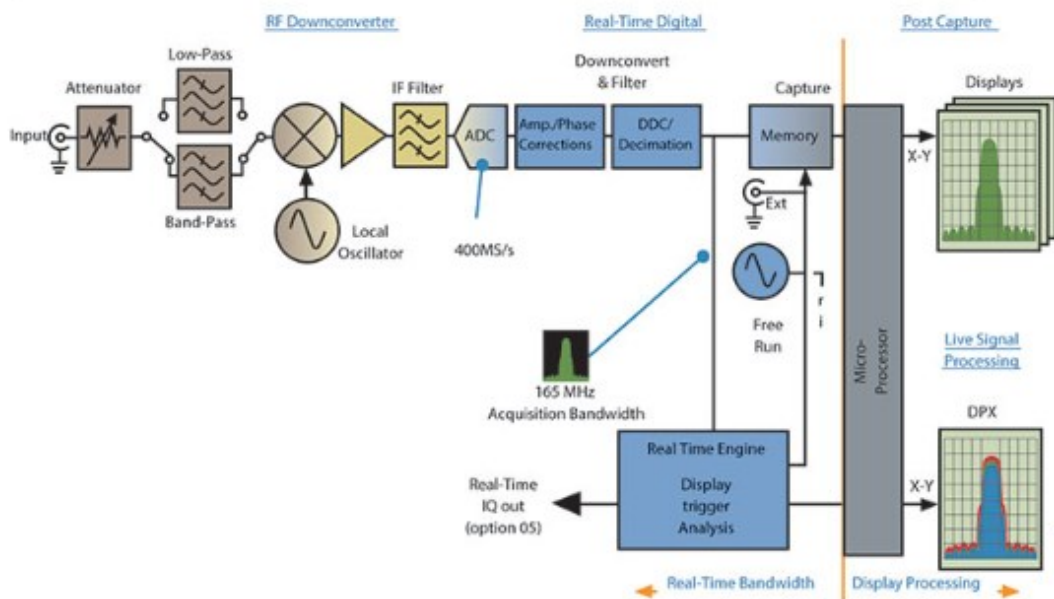 RF Downconverter
Real-Time Digital
Post Capture
Low-Pass
Downconvert
& Filter
Attenuator
IF Filter
Capture
Displays
Input
ADC
Amp./Phase
Corrections
DDC/
Decimation
Memory
X-Y
Band-Pass
Ext
Local
Oscillator
400MS/s
Free
Run
T
r
i
Micro-
Processor
Live Signal
Processing
165 MHz
Acquisition Bandwidth
DPX
Real Time Engine
Display
trigger
Analysis
Real-Time
IQ out
(option 05)
X-Y
Real-Time Bandwidth
Display Processing